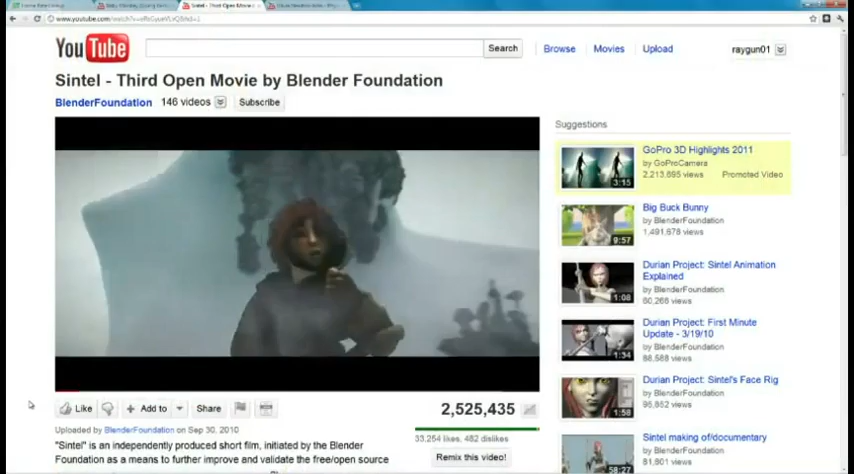 www.youtube.com
YouTube
Search
Browse
Movies
Upload
raygun01
Sintel - Third Open Movie by Blender Foundation
BlenderFoundation 146 videos Subscribe
Suggestions
GoPro 3D Highlights 2011
by GoProCamera
2,213,695 views Promoted Video
3:15
Big Buck Bunny
by BlenderFoundation
1,491,678 views
9:57
Durian Project: Sintel Animation
Explained
by BlenderFoundation
60,266 views
1:08
Durian Project: First Minute
Update - 3/19/10
by BlenderFoundation
88,588 views
1:34
Durian Project: Sintel's Face Rig
by BlenderFoundation
95,852 views
1:58
Sintel making of/documentary
by BlenderFoundation
81,801 views
58:27
Like
Add to
Share
2,525,435
Uploaded by BlenderFoundation on Sep 30, 2010
33,254 likes, 482 dislikes
"Sintel" is an independently produced short film, initiated by the Blender
Foundation as a means to further improve and validate the free/open source
Remix this video!